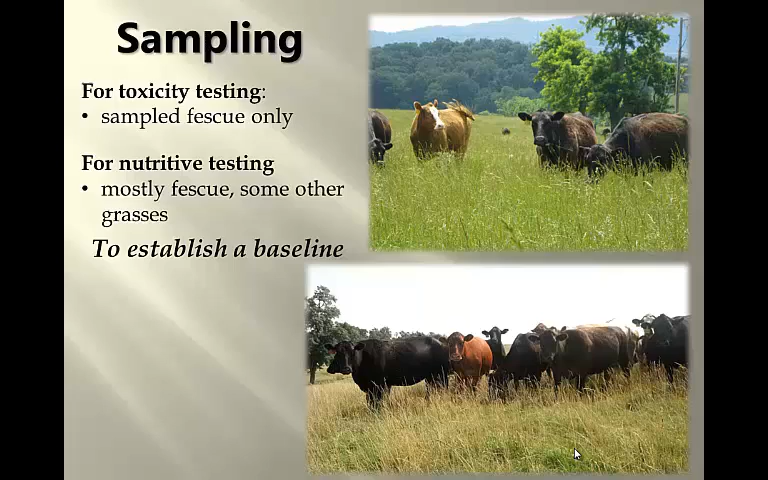 Sampling
For toxicity testing:
• sampled fescue only
For nutritive testing
• mostly fescue, some other
grasses
To establish a baseline